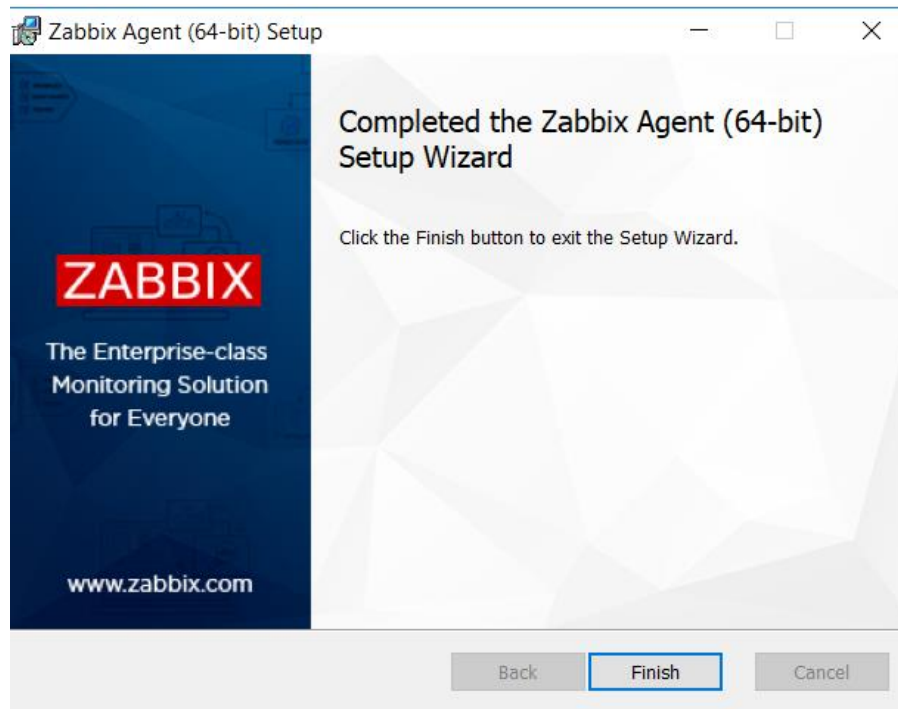 Zabbix Agent (64-bit) Setup
Completed the Zabbix Agent (64-bit)
Setup Wizard
Click the Finish button to exit the Setup Wizard.
ZABBIX
The Enterprise-class
Monitoring Solution
for Everyone
www.zabbix.com
Back
Finish
Cancel